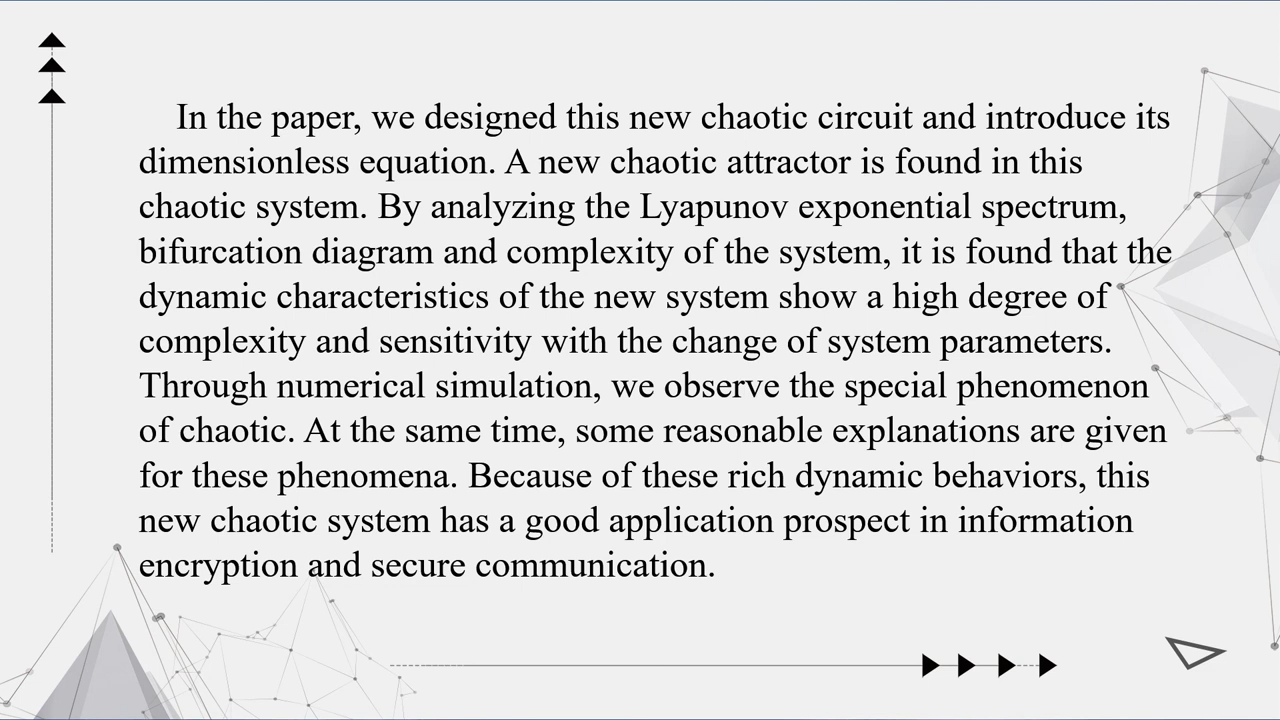 In the paper, we designed this new chaotic circuit and introduce its
dimensionless equation. A new chaotic attractor is found in this
chaotic system. By analyzing the Lyapunov exponential spectrum,
bifurcation diagram and complexity of the system, it is found that the
dynamic characteristics of the new system show a high degree of
complexity and sensitivity with the change of system parameters.
Through numerical simulation, we observe the special phenomenon
of chaotic. At the same time, some reasonable explanations are given
for these phenomena. Because of these rich dynamic behaviors, this
new chaotic system has a good application prospect in information
encryption and secure communication.